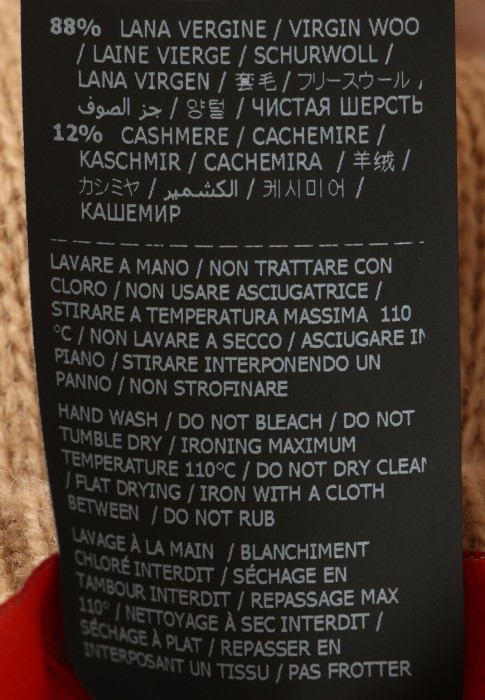 88% LANA VERGINE / VIRGIN WOO
/ LAINE VIERGE / SCHURWOLL /
LANA VIRGEN / 套毛 / フリースウール /
جز الصوف / 양털 / ЧИСТАЯ ШЕРСТЬ
12% CASHMERE / CACHEMIRE /
KASCHMIR / CACHEMIRA / 羊绒 /
カシミヤ / الكشمير / 케시미어 /
КАШЕМИР
LAVARE A MANO / NON TRATTARE CON
CLORO / NON USARE ASCIUGATRICE /
STIRARE A TEMPERATURA MASSIMA 110
°C / NON LAVARE A SECCO / ASCIUGARE IN
PIANO / STIRARE INTERPONENDO UN
PANNO / NON STROFINARE
HAND WASH / DO NOT BLEACH / DO NOT
TUMBLE DRY / IRONING MAXIMUM
TEMPERATURE 110°C / DO NOT DRY CLEAN
/ FLAT DRYING / IRON WITH A CLOTH
BETWEEN / DO NOT RUB
LAVAGE À LA MAIN / BLANCHIMENT
CHLORÉ INTERDIT / SÉCHAGE EN
TAMBOUR INTERDIT / REPASSAGE MAX
110° / NETTOYAGE À SEC INTERDIT /
SÉCHAGE À PLAT / REPASSER EN
INTERPOSANT UN TISSU / PAS FROTTER